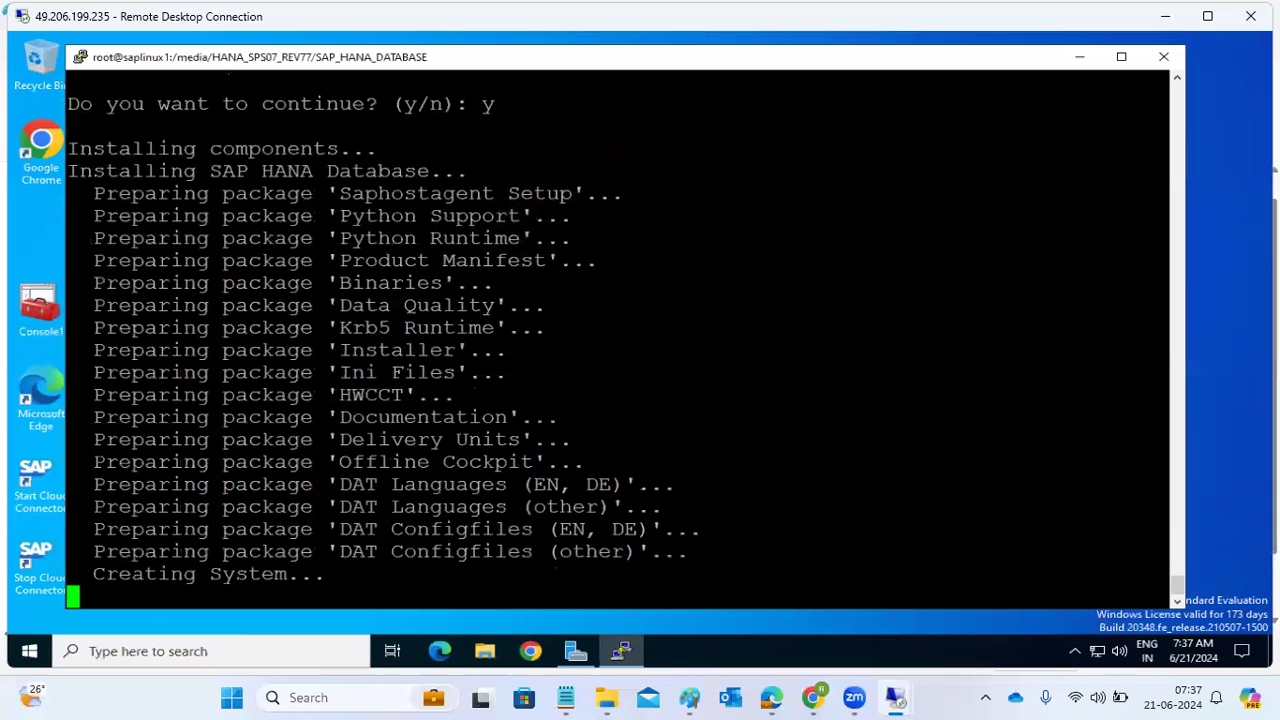 49.206.199.235 - Remote Desktop Connection
root@saplinux1:/media/HANA_SPS07_REV77/SAP_HANA_DATABASE
Recycle Bin
Google
Chrome
Console1
Microsoft
Edge
SAP
Start Cloud
Connector
SAP
Stop Cloud
Connector
Do you want to continue? (y/n): y
Installing components...
Installing SAP HANA Database...
Preparing package 'Saphostagent Setup'...
Preparing package 'Python Support'...
Preparing package 'Python Runtime'...
Preparing package 'Product Manifest'...
Preparing package 'Binaries'...
Preparing package 'Data Quality'...
Preparing package 'Krb5 Runtime'...
Preparing package 'Installer'...
Preparing package 'Ini Files'...
Preparing package 'HWCCT'...
Preparing package 'Documentation'...
Preparing package 'Delivery Units'...
Preparing package 'Offline Cockpit'...
Preparing package 'DAT Languages (EN, DE)'...
Preparing package 'DAT Languages (other)'...
Preparing package 'DAT Configfiles (EN, DE)'...
Preparing package 'DAT Configfiles (other)'...
Creating System...
ndard Evaluation
Windows License valid for 173 days
Build 20348.fe_release.210507-1500
Type here to search
ENG
IN
7:37 AM
6/21/2024
26°
Search
zm
07:37
21-06-2024
PRE